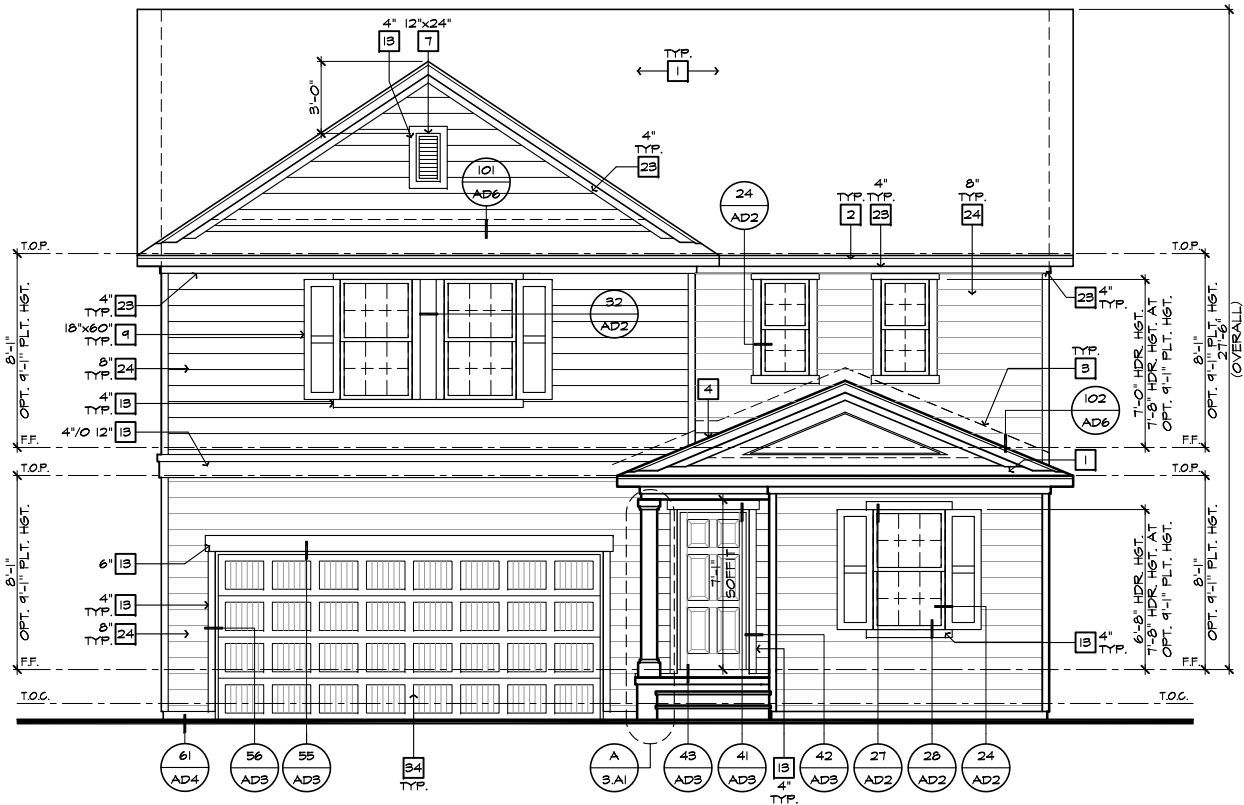 4" 12"x24"
13 7
TYP.
1
3'-0"
4"
TYP.
23
101
AD6
24
AD2
TYP.
2
4"
TYP.
23
8"
TYP.
24
T.O.P.
T.O.P.
4"
TYP. 23
18"x60"
TYP. 9
8"
TYP. 24
4"
TYP. 13
4"/O 12" 13
32
AD2
23 4"
TYP.
TYP.
3
4
102
AD6
1
8'-1"
OPT. 9'-1" PLT. HGT.
7'-0" HDR. HGT.
7'-8" HDR. HGT. AT
OPT. 9'-1" PLT. HGT.
8'-1"
OPT. 9'-1" PLT. HGT.
27'-6"
(OVERALL)
F.F.
F.F.
T.O.P.
T.O.P.
8'-1"
OPT. 9'-1" PLT. HGT.
6" 13
4"
TYP. 13
8"
TYP. 24
7'-1"
SOFFIT
13 4"
TYP.
6'-8" HDR. HGT.
7'-8" HDR. HGT. AT
OPT. 9'-1" PLT. HGT.
8'-1"
OPT. 9'-1" PLT. HGT.
F.F.
F.F.
T.O.C.
T.O.C.
61
AD4
56
AD3
55
AD3
34
TYP.
A
3.A1
43
AD3
41
AD3
13
4"
TYP.
42
AD3
27
AD2
28
AD2
24
AD2